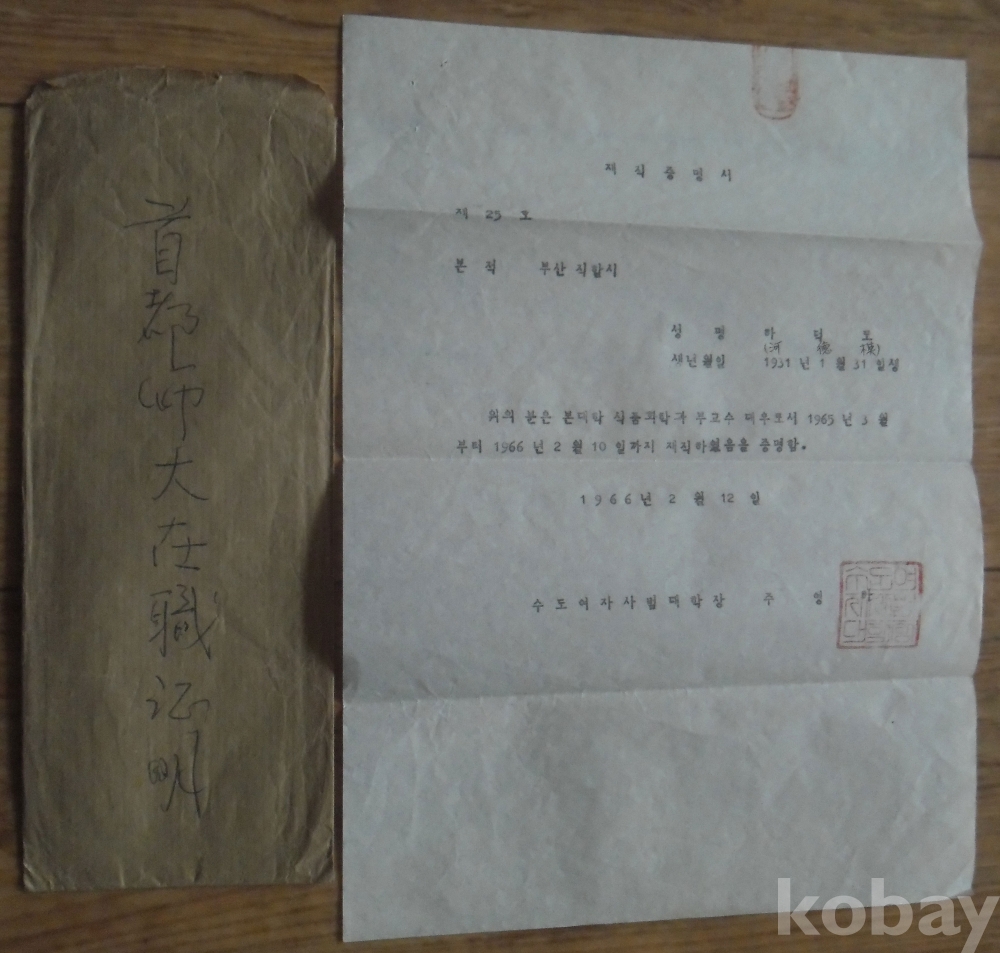 首都師大在職证明
재직증명서
제 25 호
본 적 부산 직할시
성 명 하 덕 모
(河 德 模)
생년월일 1931 년 1 월 31 일생
위의 분은 본대학 식품과학과 부교수 대우로서 1965 년 3 월
부터 1966 년 2 월 10 일까지 재직하였음을 증명함.
1966년 2 월 12 일
수도여자사범대학장 주 영 하
kobay